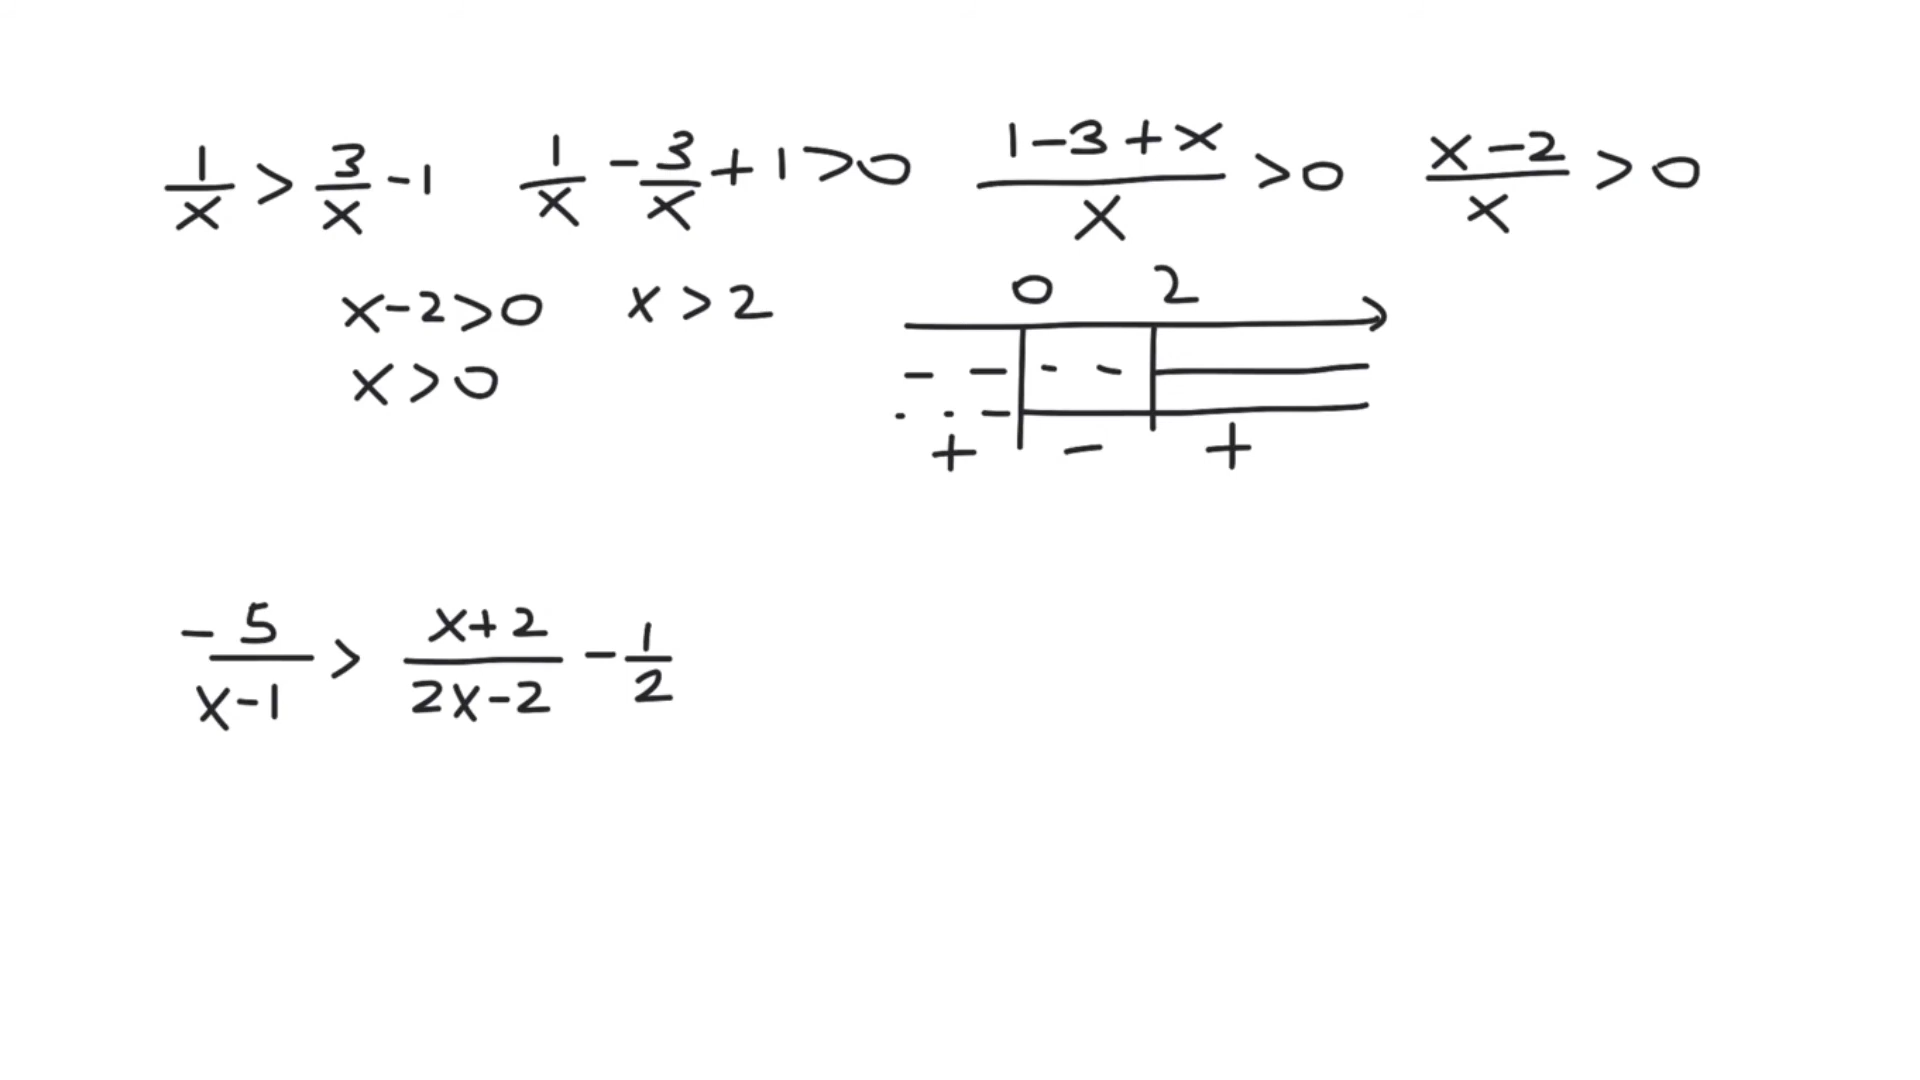 1/x > 3/x - 1   1/x - 3/x + 1 > 0   (1 - 3 + x)/x > 0   (x - 2)/x > 0
x - 2 > 0   x > 2   0   2
x > 0
+   -   +
- 5/(x - 1) > (x + 2)/(2x - 2) - 1/2